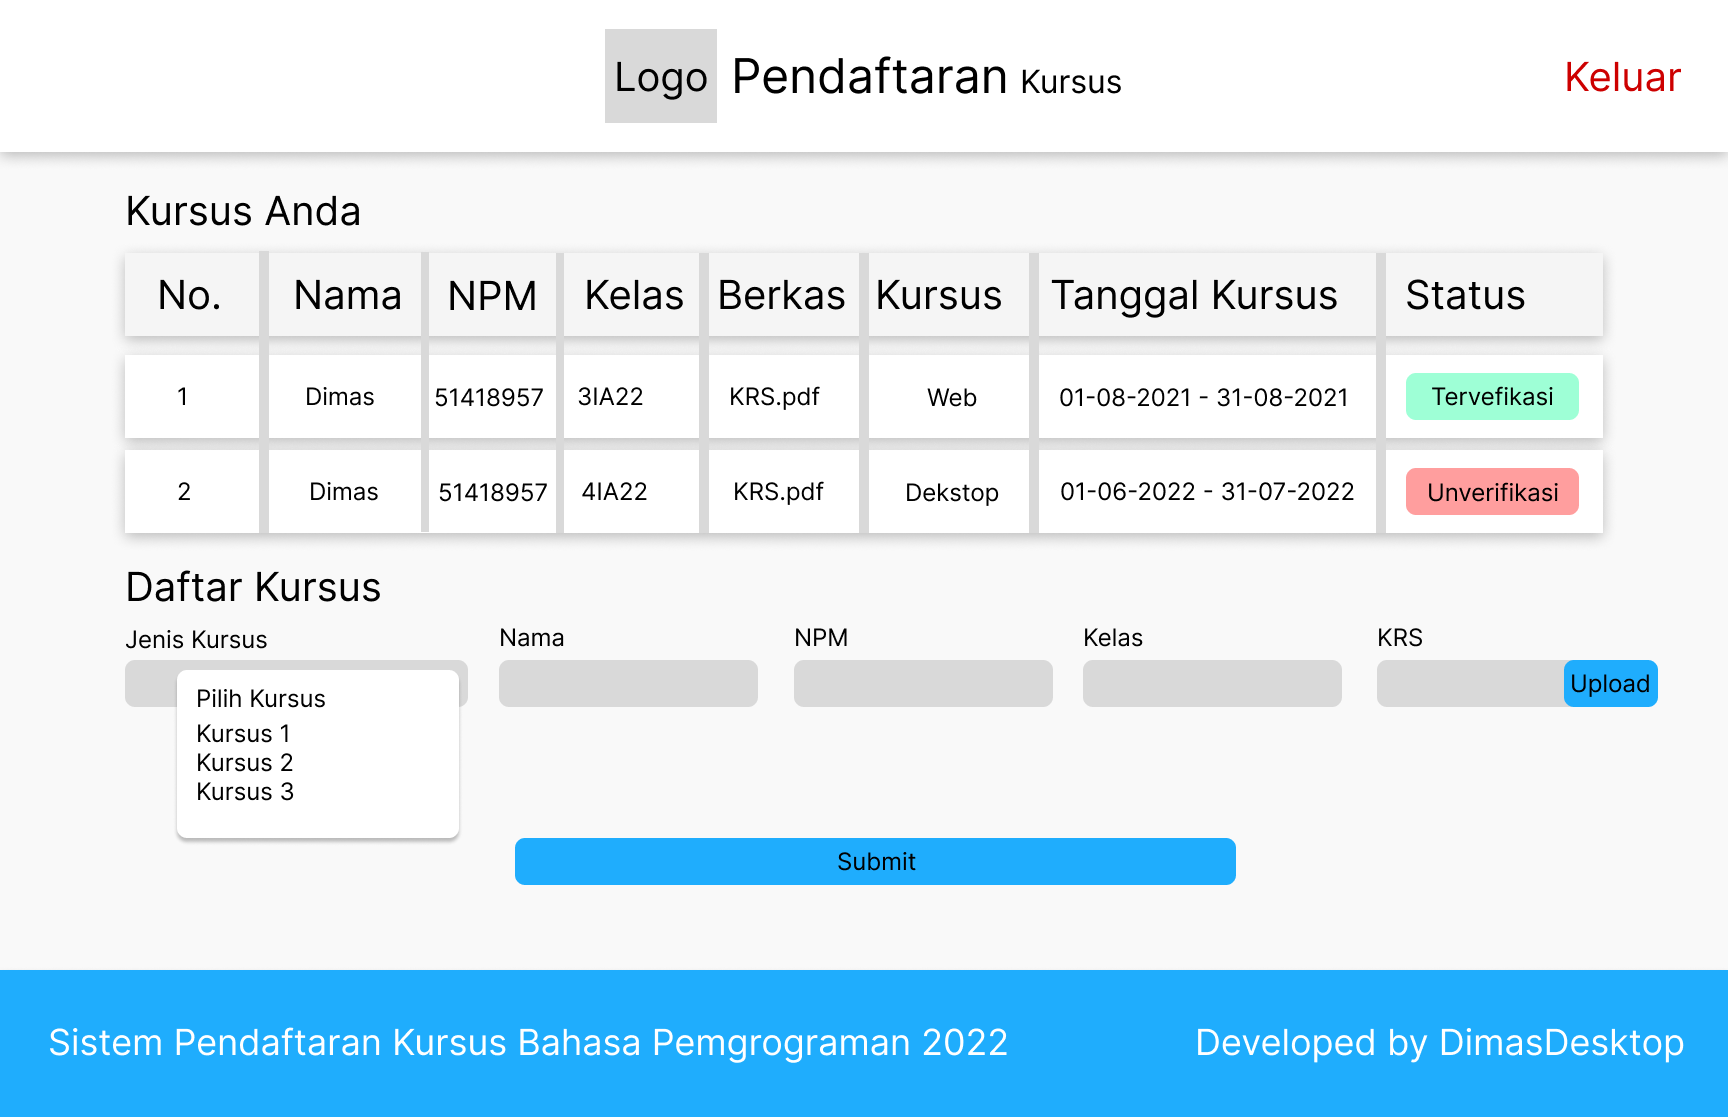 Logo Pendaftaran Kursus
Keluar
Kursus Anda
No. Nama NPM Kelas Berkas Kursus Tanggal Kursus Status
1 Dimas 51418957 3IA22 KRS.pdf Web 01-08-2021 - 31-08-2021 Tervefikasi
2 Dimas 51418957 4IA22 KRS.pdf Dekstop 01-06-2022 - 31-07-2022 Unverifikasi
Daftar Kursus
Jenis Kursus Nama NPM Kelas KRS
Upload
Pilih Kursus
Kursus 1
Kursus 2
Kursus 3
Submit
Sistem Pendaftaran Kursus Bahasa Pemgrograman 2022
Developed by DimasDesktop